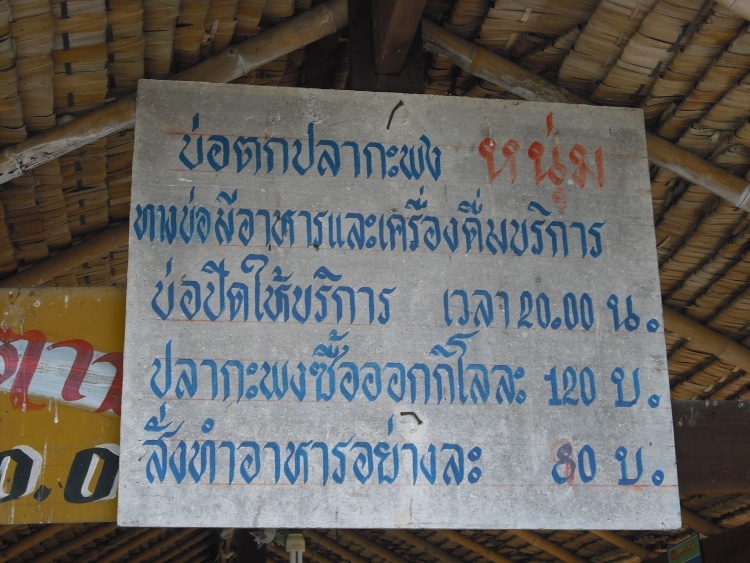 บ่อตกปลากะพง หนุ่ม
ทางบ่อมีอาหารและเครื่องดื่มบริการ
บ่อปิดให้บริการ เวลา 20.00 น.
ปลากะพงซื้อออกกิโลละ 120 บ.
สั่งทำอาหารอย่างละ 80 บ.